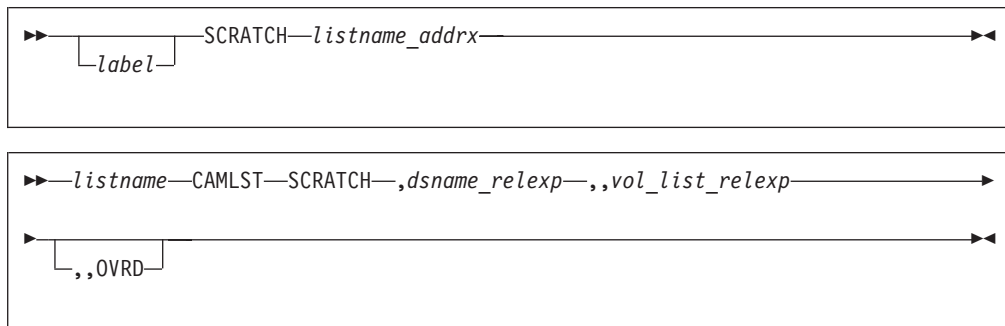 SCRATCH listname_addrx
label
listname CAMLST SCRATCH ,dsname_relexp ,,vol_list_relexp
,,OVRD